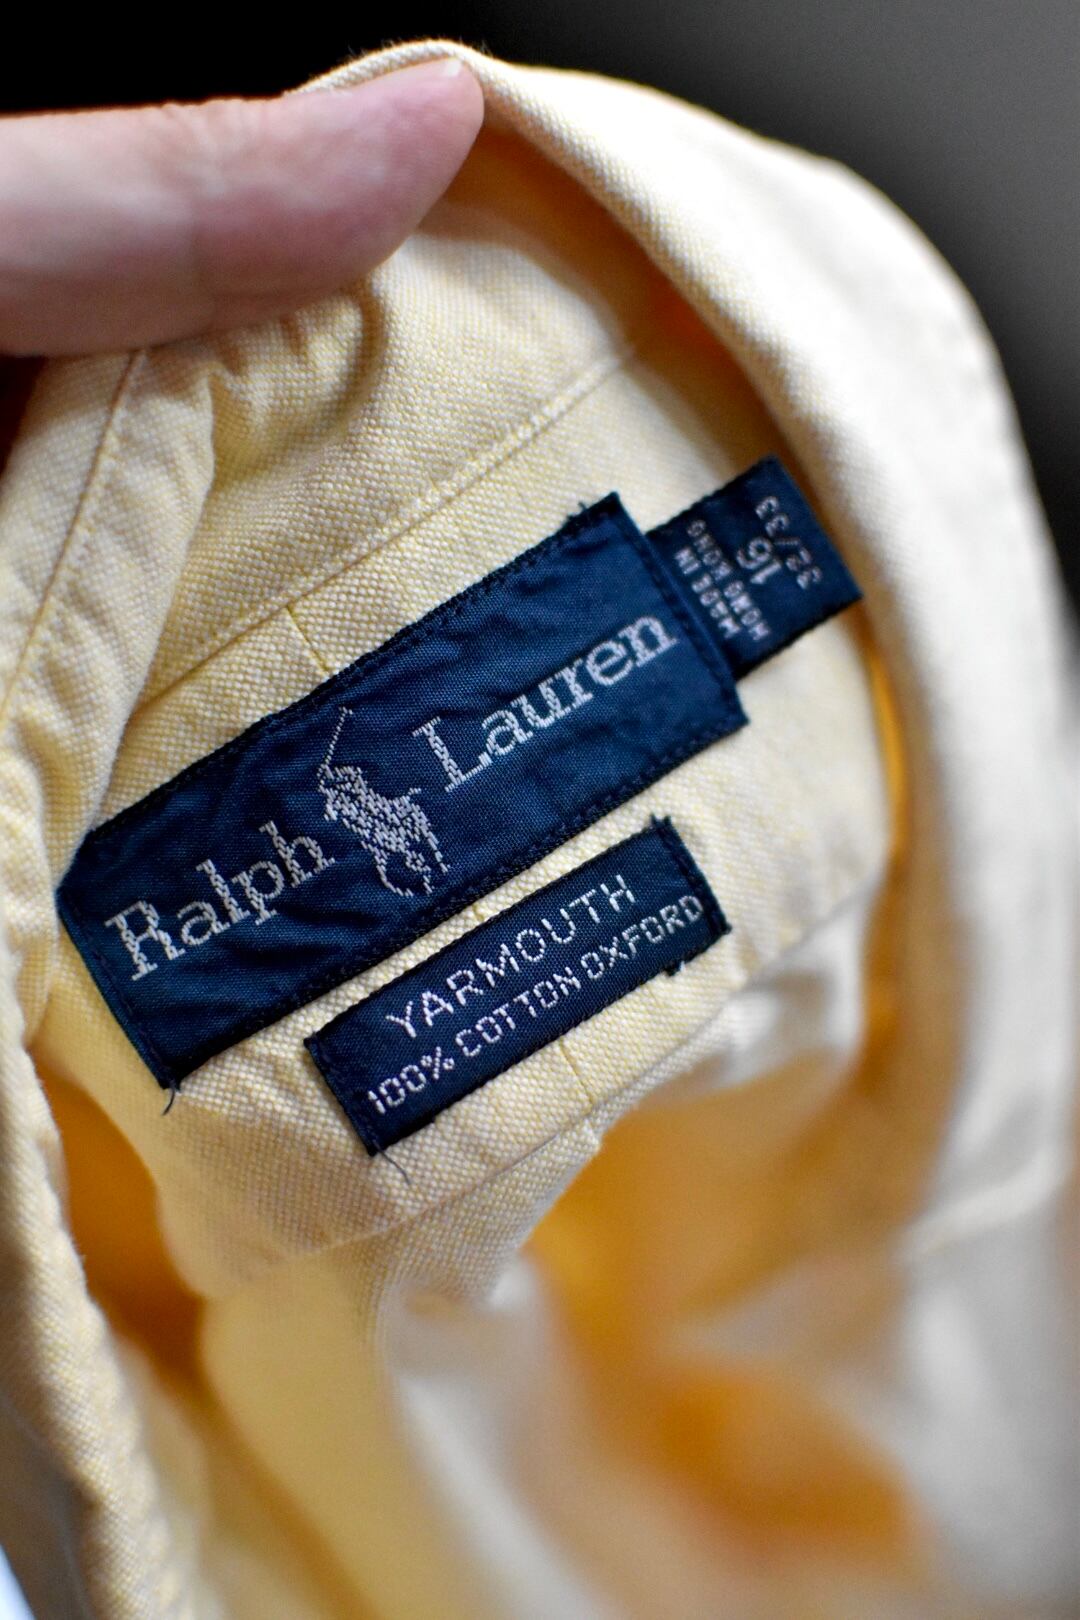 Ralph Lauren
YARMOUTH
100% COTTON OXFORD
32/33
16
MADE IN
HONG KONG